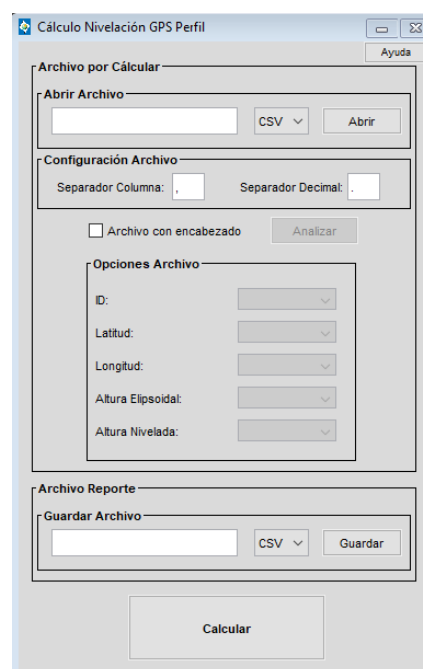 Cálculo Nivelación GPS Perfil
Ayuda
Archivo por Cálcular
Abrir Archivo
CSV Abrir
Configuración Archivo
Separador Columna: , Separador Decimal: .
Archivo con encabezado Analizar
Opciones Archivo
ID:
Latitud:
Longitud:
Altura Elipsoidal:
Altura Nivelada:
Archivo Reporte
Guardar Archivo
CSV Guardar
Calcular